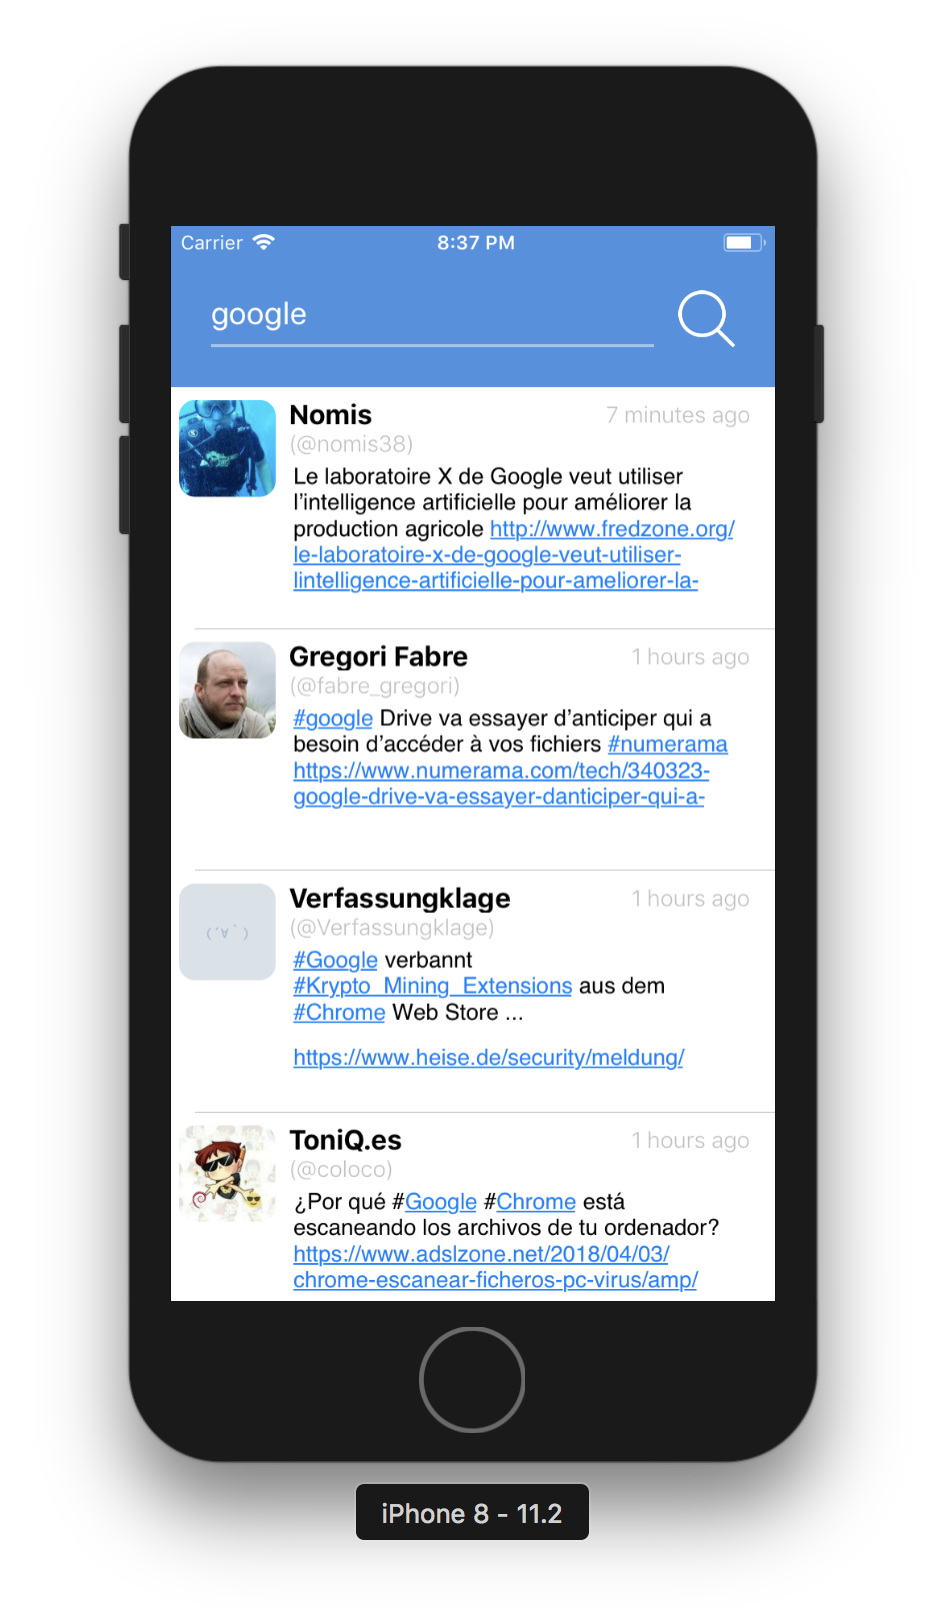 Carrier 8:37 PM
google
Nomis 7 minutes ago
(@nomis38)
Le laboratoire X de Google veut utiliser
l’intelligence artificielle pour améliorer la
production agricole http://www.fredzone.org/
le-laboratoire-x-de-google-veut-utiliser-
lintelligence-artificielle-pour-ameliorer-la-
Gregori Fabre 1 hours ago
(@fabre_gregori)
#google Drive va essayer d’anticiper qui a
besoin d’accéder à vos fichiers #numerama
https://www.numerama.com/tech/340323-
google-drive-va-essayer-danticiper-qui-a-
(´∀`)
Verfassungklage 1 hours ago
(@Verfassungklage)
#Google verbannt
#Krypto_Mining_Extensions aus dem
#Chrome Web Store ...
https://www.heise.de/security/meldung/
ToniQ.es 1 hours ago
(@coloco)
¿Por qué #Google #Chrome está
escaneando los archivos de tu ordenador?
https://www.adslzone.net/2018/04/03/
chrome-escanear-ficheros-pc-virus/amp/
iPhone 8 - 11.2